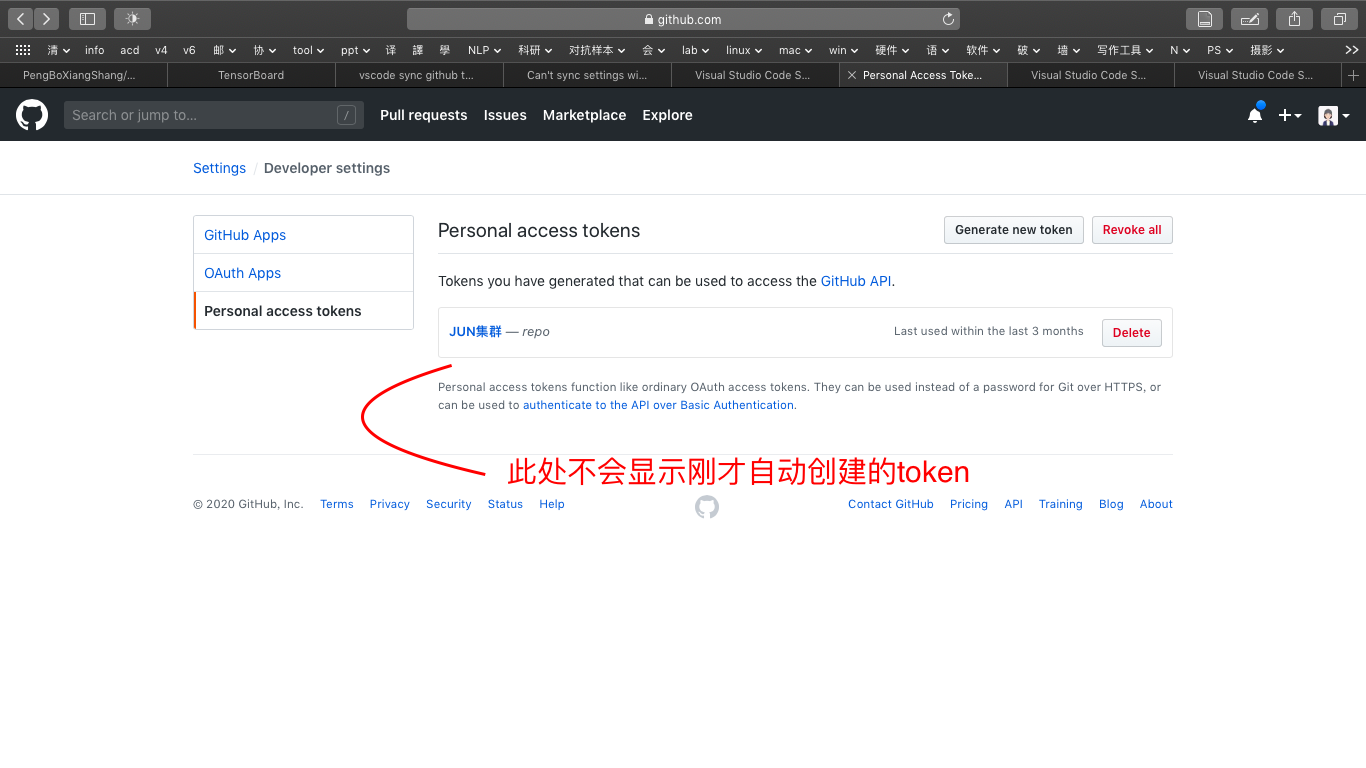 github.com
清 info acd v4 v6 邮 协 tool ppt 译 譯 學 NLP 科研 对抗样本 会 lab linux mac win 硬件 语 软件 破 墙 写作工具 N PS 摄影 >>
PengBoXiangShang/... TensorBoard vscode sync github t... Can't sync settings wi... Visual Studio Code S... Personal Access Toke... Visual Studio Code S... Visual Studio Code S...
Search or jump to... / Pull requests Issues Marketplace Explore
Settings / Developer settings
GitHub Apps
OAuth Apps
Personal access tokens
Personal access tokens Generate new token Revoke all
Tokens you have generated that can be used to access the GitHub API.
JUN集群 — repo Last used within the last 3 months Delete
Personal access tokens function like ordinary OAuth access tokens. They can be used instead of a password for Git over HTTPS, or
can be used to authenticate to the API over Basic Authentication.
此处不会显示刚才自动创建的token
© 2020 GitHub, Inc. Terms Privacy Security Status Help Contact GitHub Pricing API Training Blog About